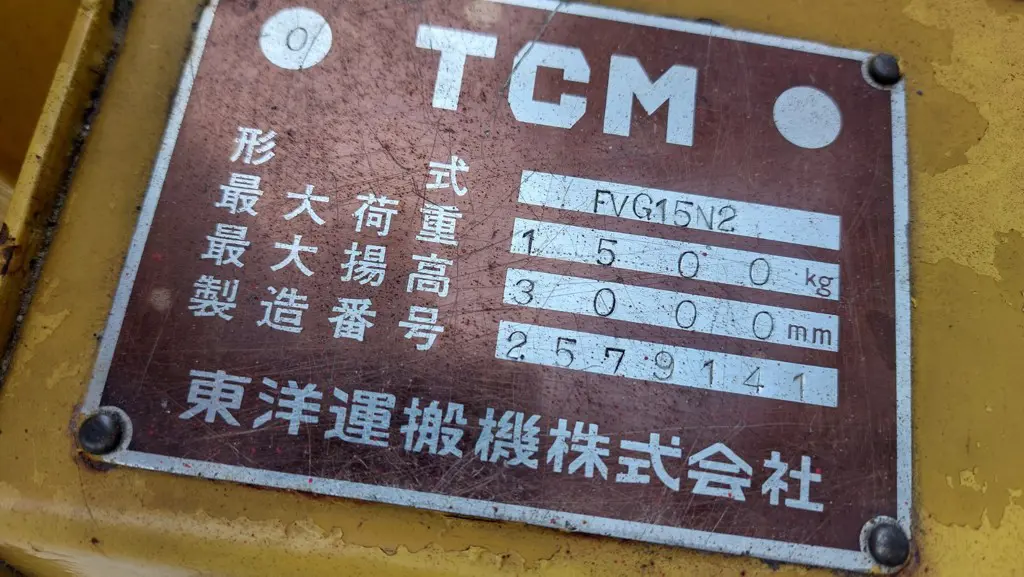 0
TCM
形式 FVG15N2
最大荷重 1500kg
最大揚高 3000mm
製造番号 2579141
東洋運搬機株式会社